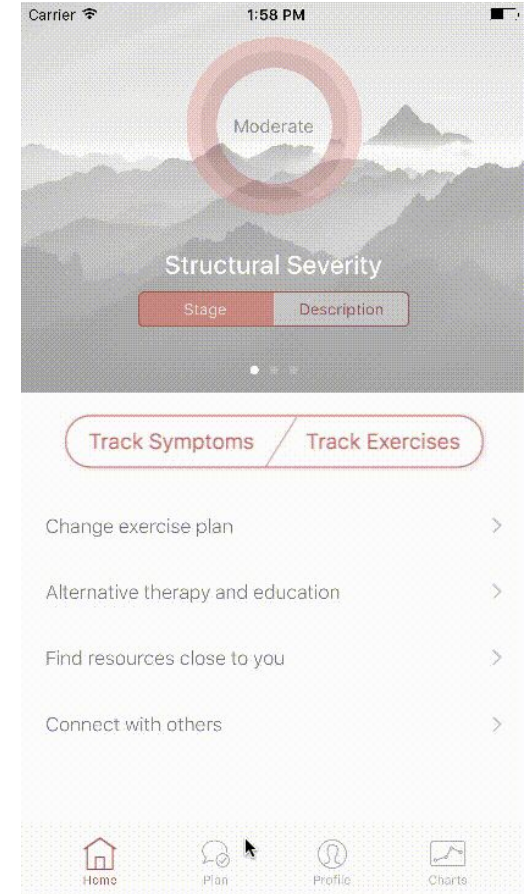 Carrier 1:58 PM
Moderate
Structural Severity
Stage Description
Track Symptoms Track Exercises
Change exercise plan
Alternative therapy and education
Find resources close to you
Connect with others
Home Plan Profile Charts